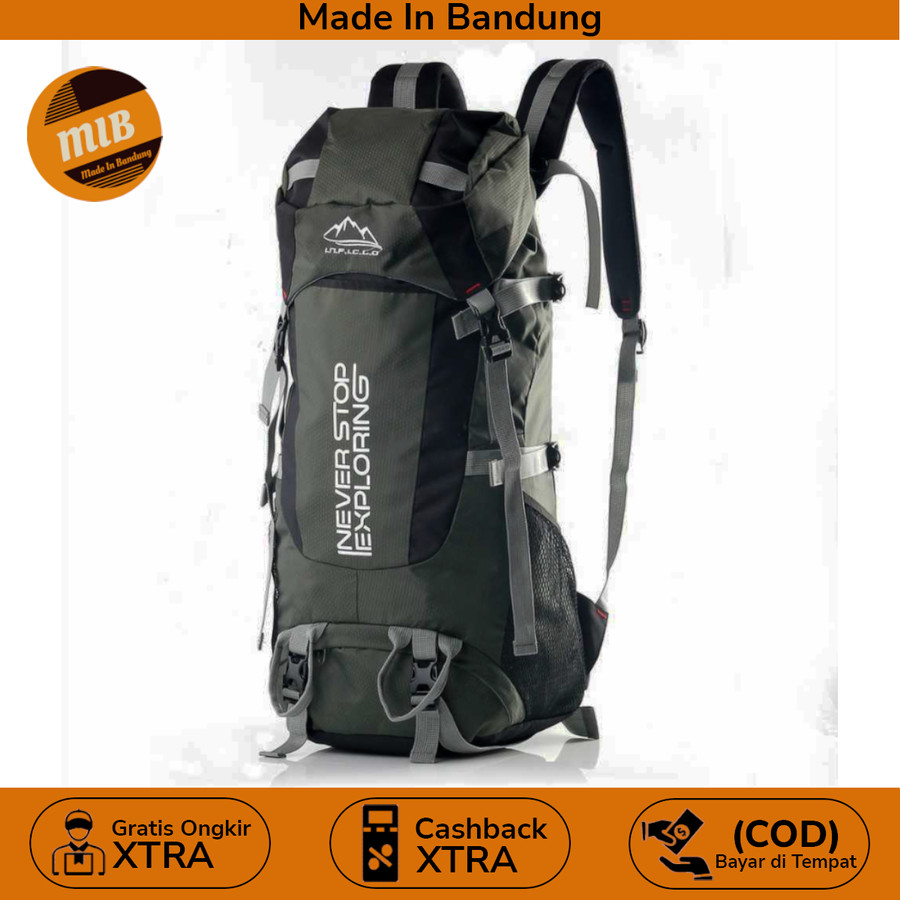 Made In Bandung
MIB
Made In Bandung
I.N.F.I.C.L.O
NEVER STOP
EXPLORING
Gratis Ongkir
XTRA
Cashback
XTRA
(COD)
Bayar di Tempat